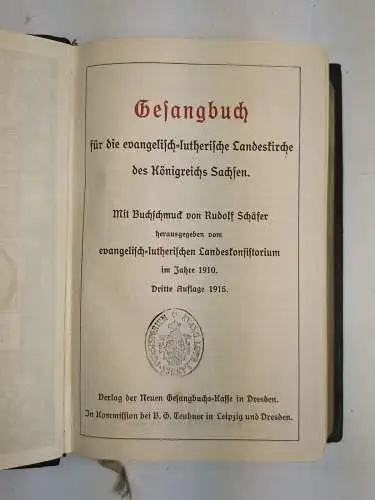 Gesangbuch
für die evangelisch-lutherische Landeskirche
des Königreichs Sachsen.
Mit Buchschmuck von Rudolf Schäfer
herausgegeben vom
evangelisch-lutherischen Landeskonsistorium
im Jahre 1910.
Dritte Auflage 1915.
Verlag der Neuen Gesangbuchs-Kasse in Dresden.
In Kommission bei B. G. Teubner in Leipzig und Dresden.